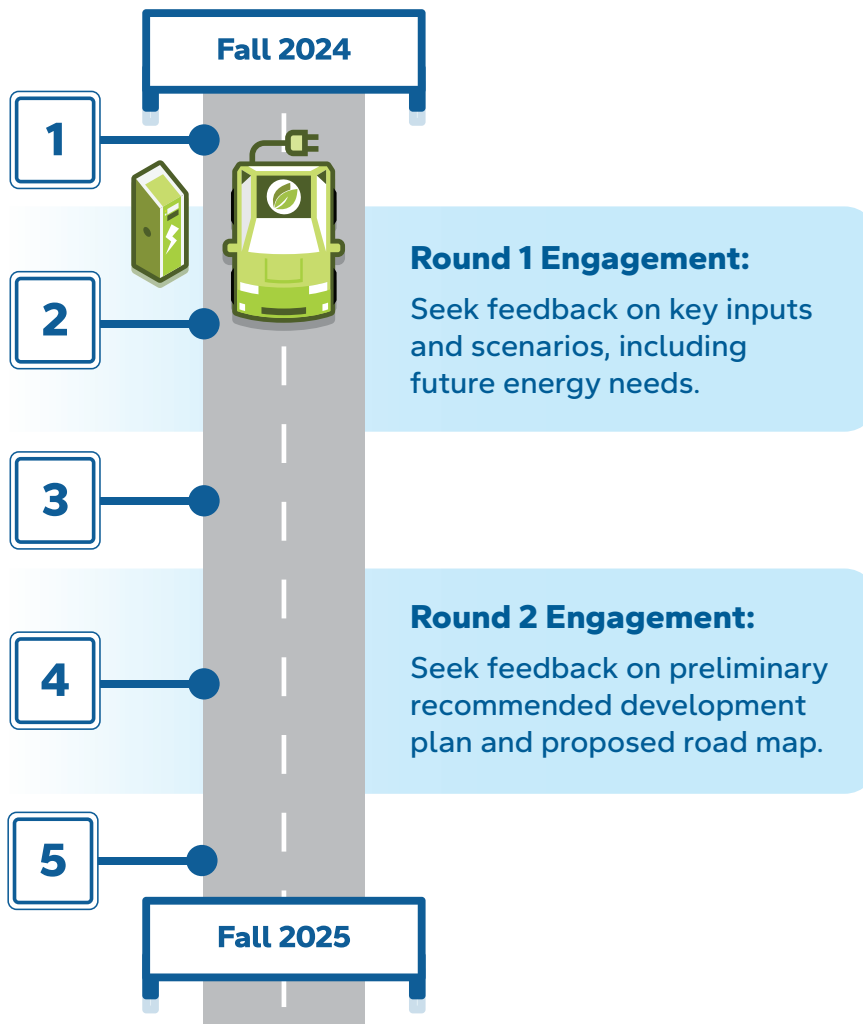 Fall 2024
1
2
Round 1 Engagement:
Seek feedback on key inputs
and scenarios, including
future energy needs.
3
4
Round 2 Engagement:
Seek feedback on preliminary
recommended development
plan and proposed road map.
5
Fall 2025